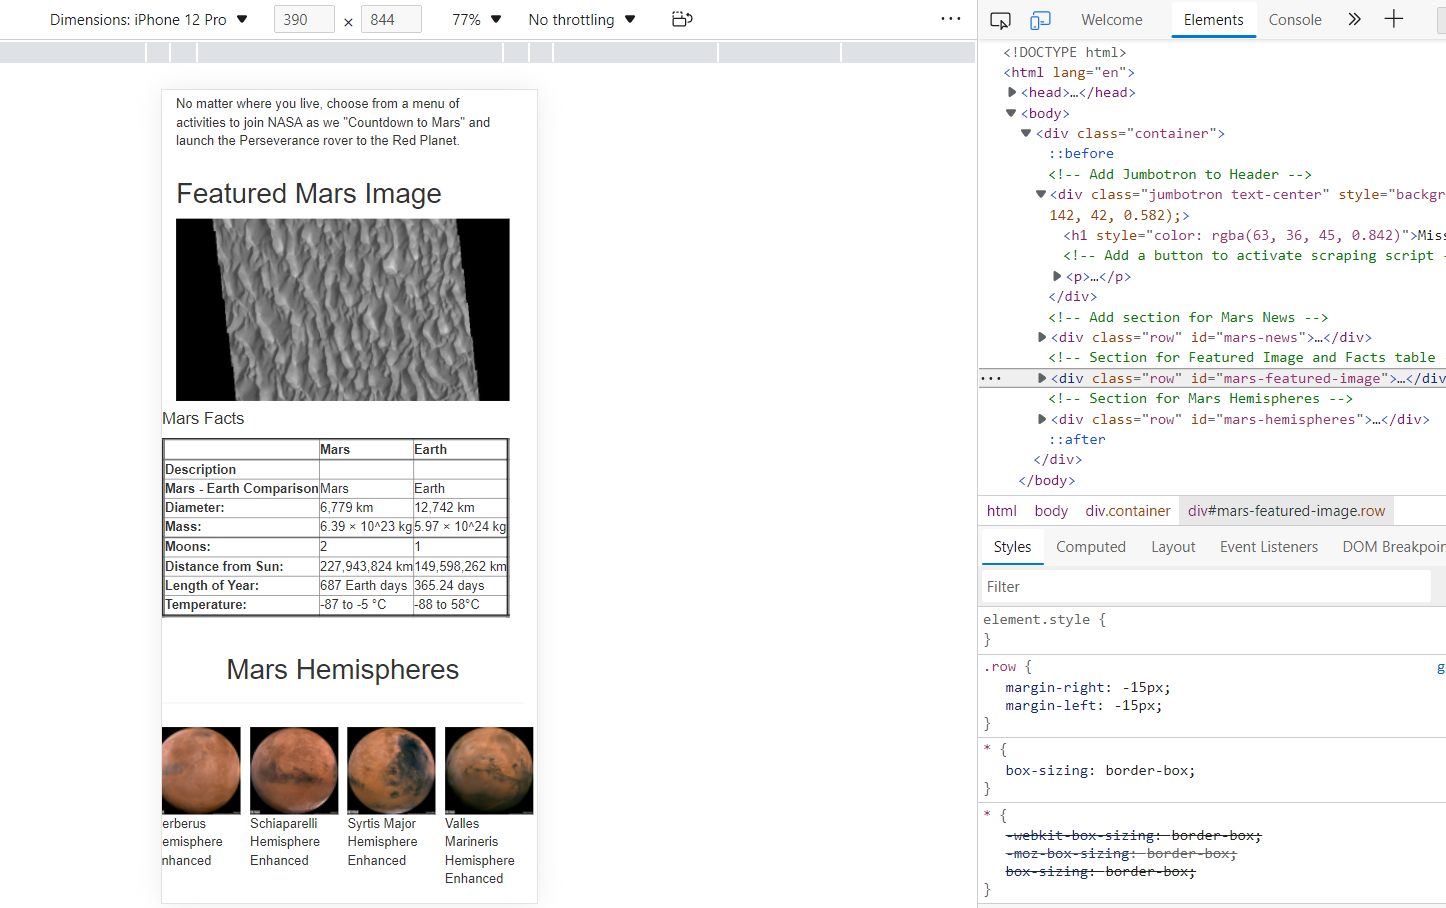 Dimensions: iPhone 12 Pro ▼ 390 × 844 77% ▼ No throttling ▼ ...
Welcome Elements Console
No matter where you live, choose from a menu of
activities to join NASA as we "Countdown to Mars" and
launch the Perseverance rover to the Red Planet.
Featured Mars Image
Mars Facts
Mars Earth
Description
Mars - Earth Comparison Mars Earth
Diameter: 6,779 km 12,742 km
Mass: 6.39 × 10^23 kg 5.97 × 10^24 kg
Moons: 2 1
Distance from Sun: 227,943,824 km 149,598,262 km
Length of Year: 687 Earth days 365.24 days
Temperature: -87 to -5 °C -88 to 58°C
Mars Hemispheres
erberus
emisphere
nhanced
Schiaparelli
Hemisphere
Enhanced
Syrtis Major
Hemisphere
Enhanced
Valles
Marineris
Hemisphere
Enhanced
<!DOCTYPE html>
<html lang="en">
<head>…</head>
<body>
<div class="container">
::before
<!-- Add Jumbotron to Header -->
<div class="jumbotron text-center" style="backgr
142, 42, 0.582);>
<h1 style="color: rgba(63, 36, 45, 0.842)">Miss
<!-- Add a button to activate scraping script -
<p>…</p>
</div>
<!-- Add section for Mars News -->
<div class="row" id="mars-news">…</div>
<!-- Section for Featured Image and Facts table
... <div class="row" id="mars-featured-image">…</div
<!-- Section for Mars Hemispheres -->
<div class="row" id="mars-hemispheres">…</div>
::after
</div>
</body>
html body div.container div#mars-featured-image.row
Styles Computed Layout Event Listeners DOM Breakpoin
Filter
element.style {
}
.row { g
margin-right: -15px;
margin-left: -15px;
}
* {
box-sizing: border-box;
}
* {
-webkit-box-sizing: border-box;
-moz-box-sizing: border-box;
box-sizing: border-box;
}